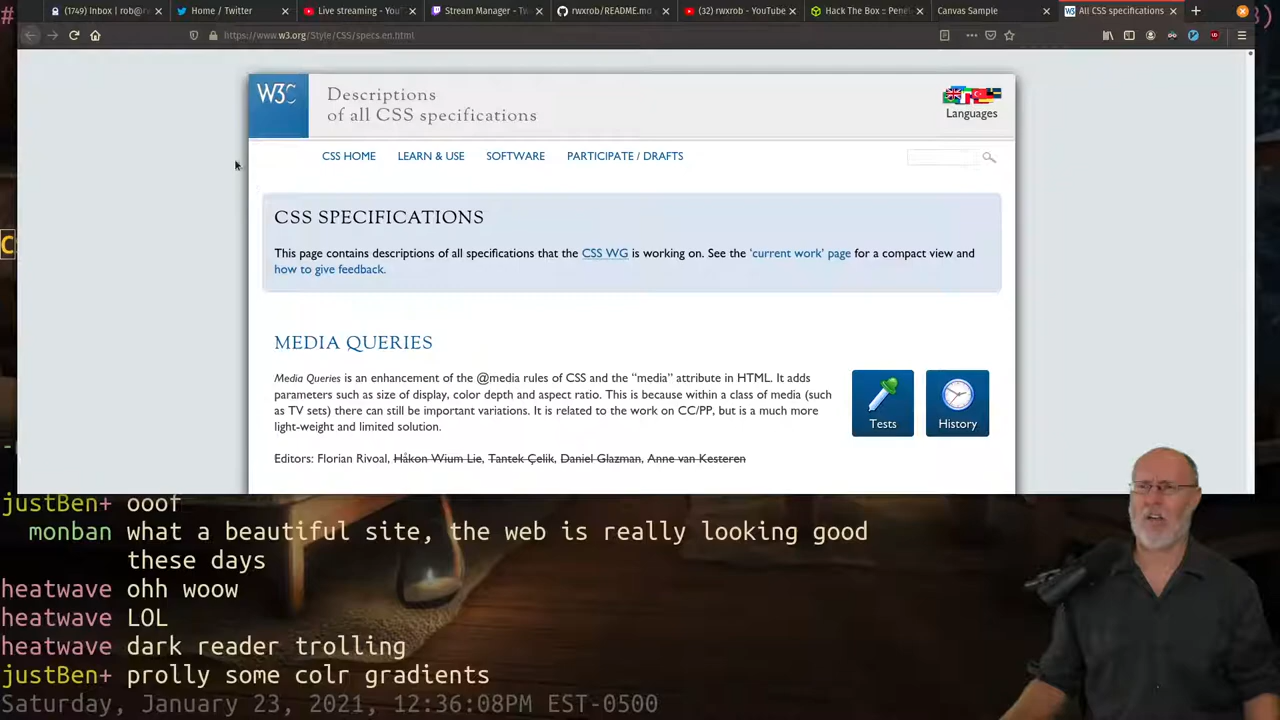 (1749) Inbox | rob@r
Home / Twitter
Live streaming - You
Stream Manager - Tw
rwxrob/README.md
(32) rwxrob - YouTube
Hack The Box :: Pene
Canvas Sample
All CSS specifications
https://www.w3.org/Style/CSS/specs.en.html
W3C
Descriptions
of all CSS specifications
Languages
CSS HOME
LEARN & USE
SOFTWARE
PARTICIPATE / DRAFTS
CSS SPECIFICATIONS
This page contains descriptions of all specifications that the CSS WG is working on. See the ‘current work’ page for a compact view and
how to give feedback.
MEDIA QUERIES
Media Queries is an enhancement of the @media rules of CSS and the “media” attribute in HTML. It adds
parameters such as size of display, color depth and aspect ratio. This is because within a class of media (such
as TV sets) there can still be important variations. It is related to the work on CC/PP, but is a much more
light-weight and limited solution.
Tests
History
Editors: Florian Rivoal, Håkon Wium Lie, Tantek Çelik, Daniel Glazman, Anne van Kesteren
justBen+ ooof
monban what a beautiful site, the web is really looking good
these days
heatwave ohh woow
heatwave LOL
heatwave dark reader trolling
justBen+ prolly some colr gradients
Saturday, January 23, 2021, 12:36:08PM EST-0500